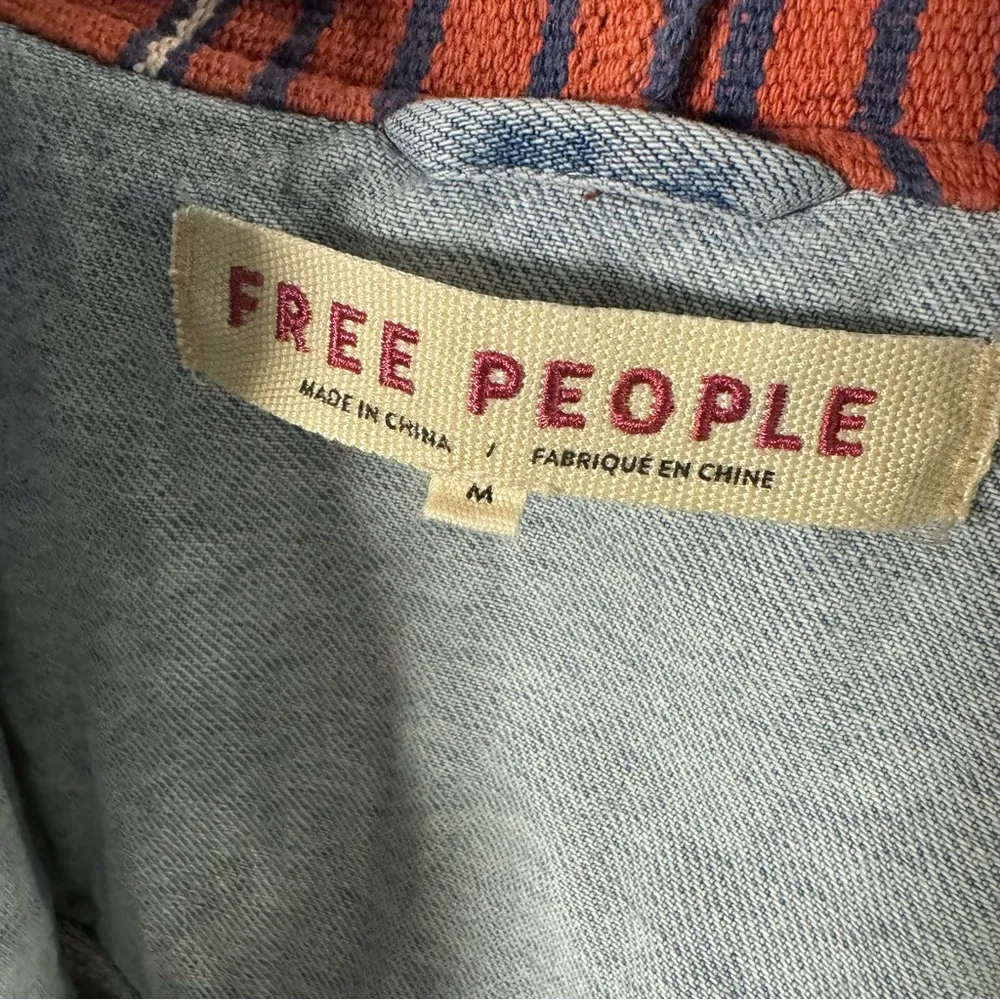 FREE PEOPLE
MADE IN CHINA / FABRIQUÉ EN CHINE
M